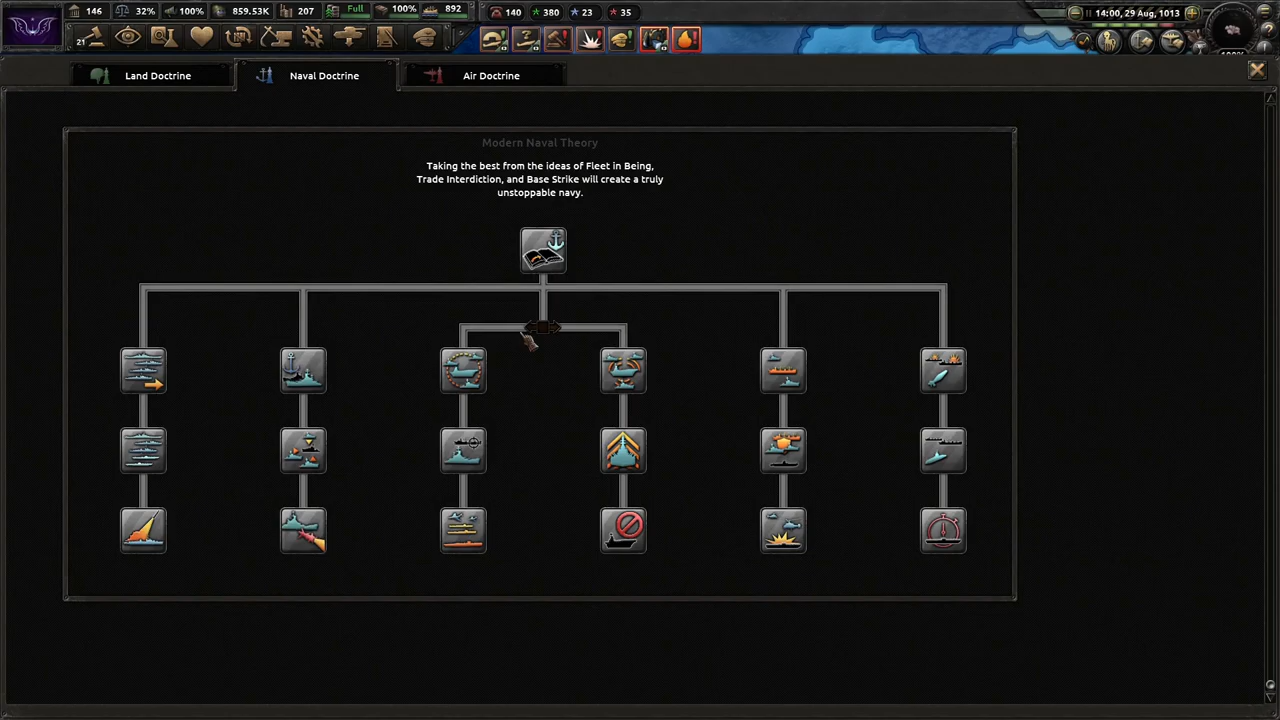 146 32% 100% 859.53K 207 Full 100% 892 140 380 23 35 14:00, 29 Aug, 1013
21
100%
Land Doctrine Naval Doctrine Air Doctrine
Modern Naval Theory
Taking the best from the ideas of Fleet in Being,
Trade Interdiction, and Base Strike will create a truly
unstoppable navy.